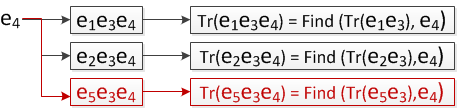 e₄ e₁e₃e₄ Tr(e₁e₃e₄) = Find (Tr(e₁e₃), e₄)
e₂e₃e₄ Tr(e₂e₃e₄) = Find (Tr(e₂e₃),e₄)
e₅e₃e₄ Tr(e₅e₃e₄) = Find (Tr(e₅e₃),e₄)